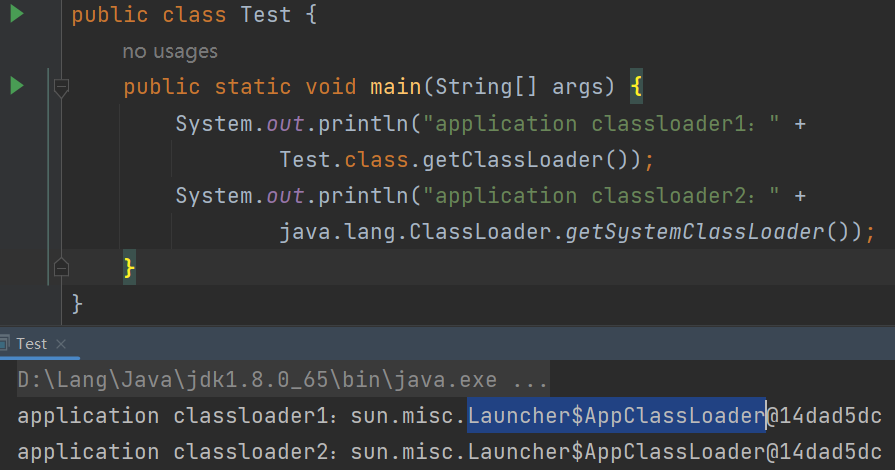 public class Test {
no usages
public static void main(String[] args) {
System.out.println("application classloader1：" +
Test.class.getClassLoader());
System.out.println("application classloader2：" +
java.lang.ClassLoader.getSystemClassLoader());
}
}
Test ×
D:\Lang\Java\jdk1.8.0_65\bin\java.exe ...
application classloader1：sun.misc.Launcher$AppClassLoader@14dad5dc
application classloader2：sun.misc.Launcher$AppClassLoader@14dad5dc